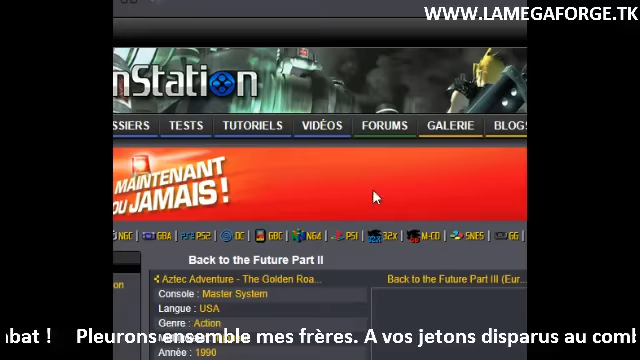 WWW.LAMEGAFORGE.TK
nStation
SSIERS TESTS TUTORIELS VIDÉOS FORUMS GALERIE BLOGS
MAINTENANT
OU JAMAIS !
NGC GBA PS2 DC GBC N64 PS1 32X M-CD SNES GG
Back to the Future Part II
on
Aztec Adventure - The Golden Roa...
Back to the Future Part III (Eur...
Console : Master System
Langue : USA
Genre : Action
nbat ! Pleurons ensemble mes frères. A vos jetons disparus au coml
Année : 1990